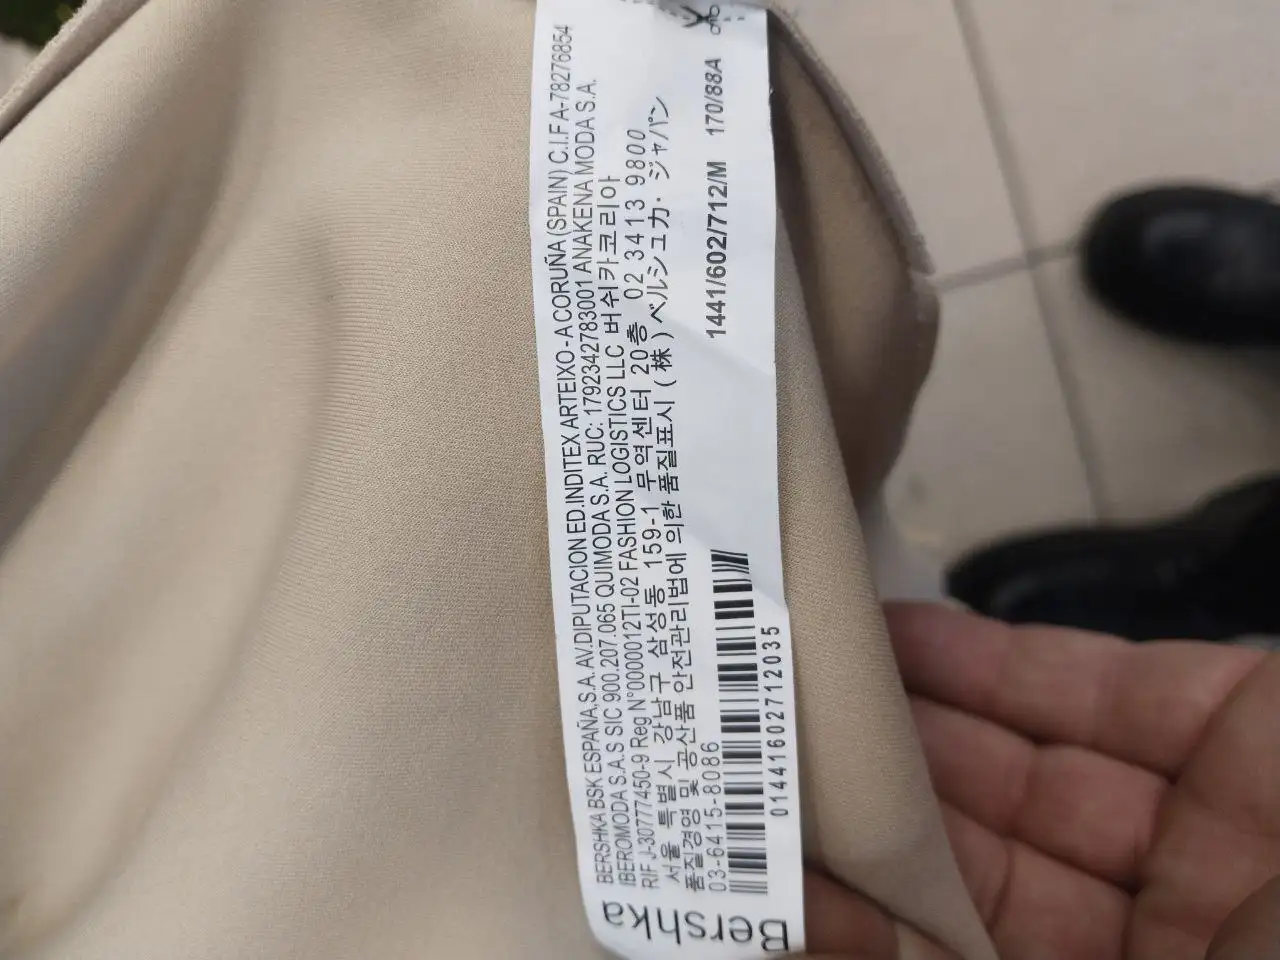 BERSHKA BSK ESPAÑA,S.A. AV.DIPUTACION ED.INDITEX ARTEIXO - A CORUÑA (SPAIN) C.I.F A-78276854
IBEROMODA S.A.S SIC 900.207.065 QUIMODA S.A. RUC: 1792342783001 ANAKENA MODA S.A.
RIF J-30777450-9 Reg N°0000012TI-02 FASHION LOGISTICS LLC 버쉬카코리아
서울 특별시 강남구 삼성동 159-1 무역센터 20층 02 3413 9800
품질경영 및 공산품 안전관리법에 의한 품질표시 (株)ベルシュカ・ジャパン
03-6415-8086
1441/602/712/M 170/88A
01441602712035
Bershka